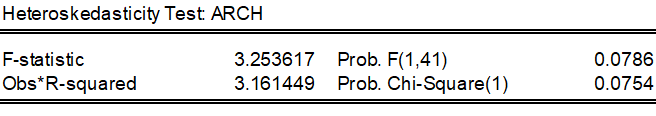 Heteroskedasticity Test: ARCH
F-statistic 3.253617 Prob. F(1,41) 0.0786
Obs*R-squared 3.161449 Prob. Chi-Square(1) 0.0754